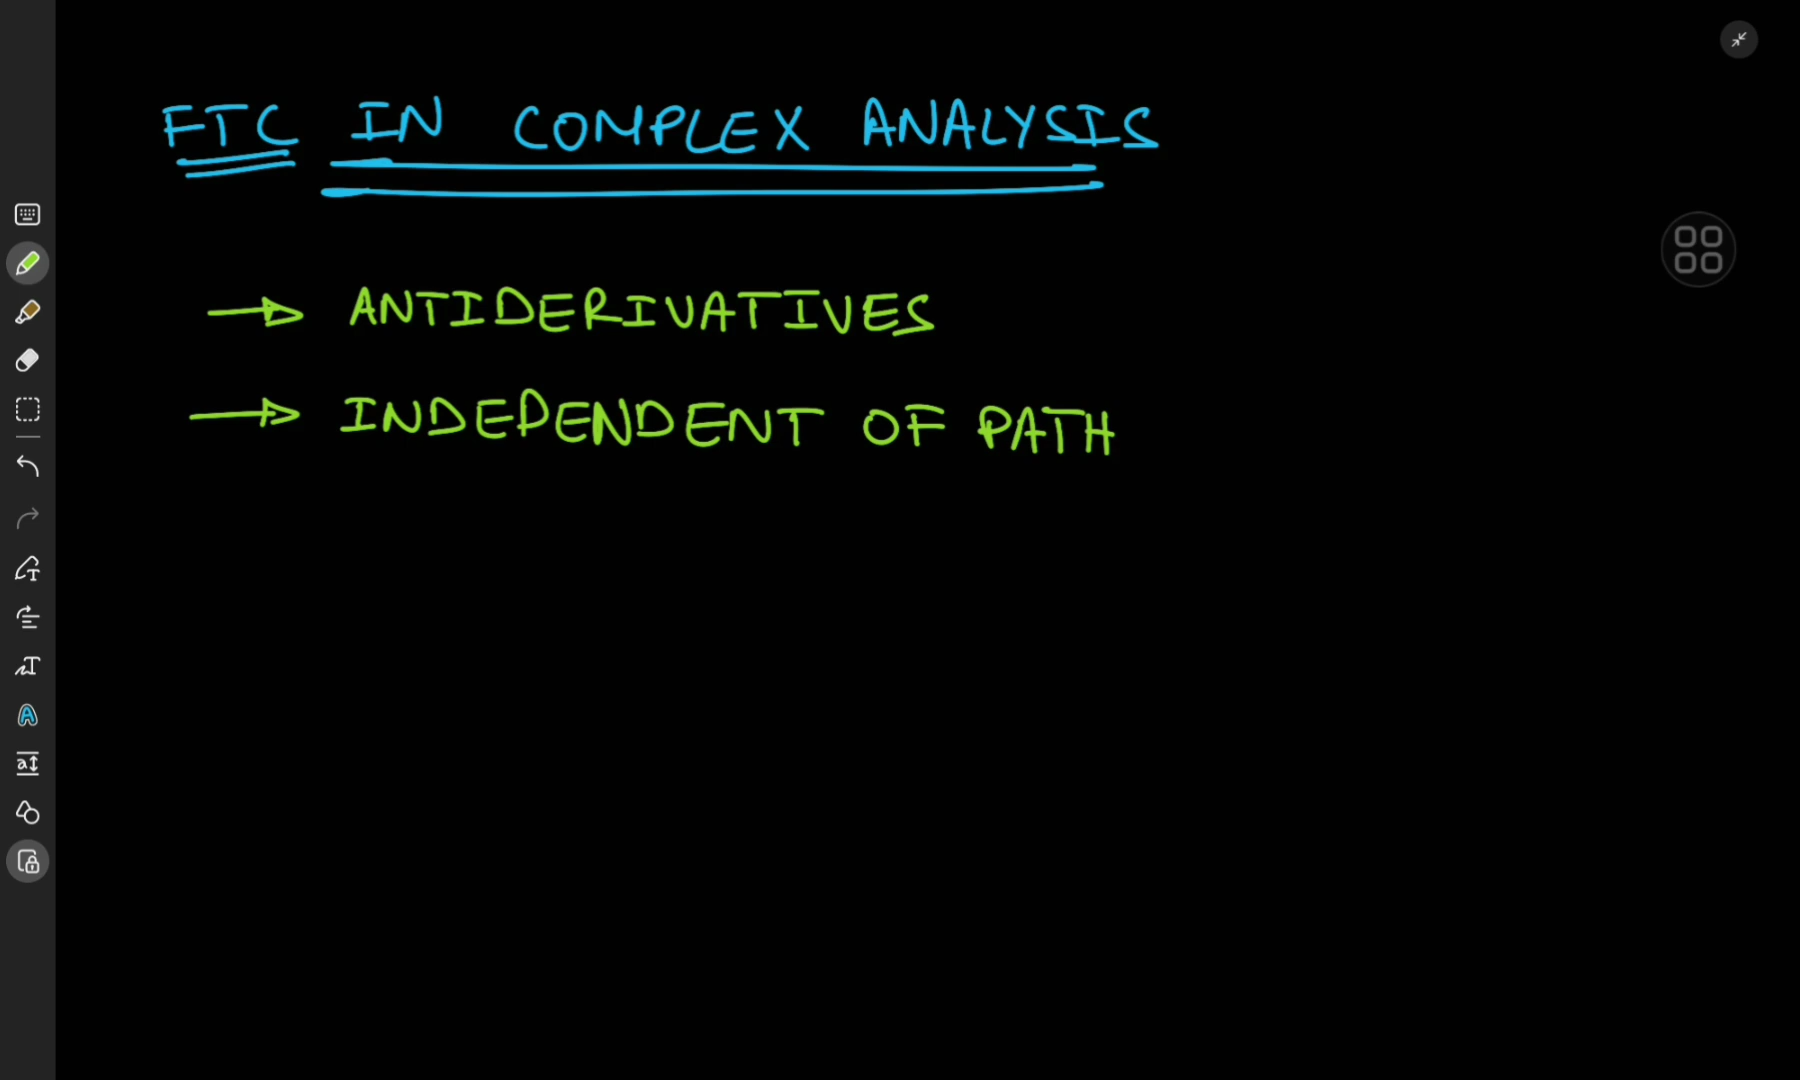 FTC IN COMPLEX ANALYSIS
→ ANTIDERIVATIVES
→ INDEPENDENT OF PATH